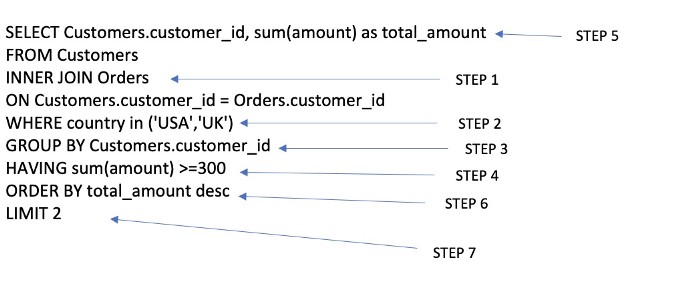 SELECT Customers.customer_id, sum(amount) as total_amount STEP 5
FROM Customers
INNER JOIN Orders STEP 1
ON Customers.customer_id = Orders.customer_id
WHERE country in ('USA','UK') STEP 2
GROUP BY Customers.customer_id STEP 3
HAVING sum(amount) >=300 STEP 4
ORDER BY total_amount desc STEP 6
LIMIT 2
STEP 7